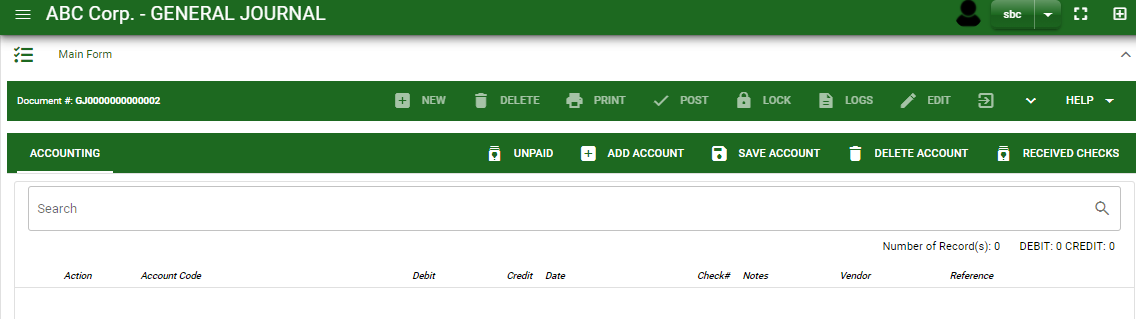 ABC Corp. - GENERAL JOURNAL
sbc
Main Form
Document #: GJ0000000000002 NEW DELETE PRINT POST LOCK LOGS EDIT HELP
ACCOUNTING UNPAID ADD ACCOUNT SAVE ACCOUNT DELETE ACCOUNT RECEIVED CHECKS
Search
Number of Record(s): 0 DEBIT: 0 CREDIT: 0
Action Account Code Debit Credit Date Check# Notes Vendor Reference